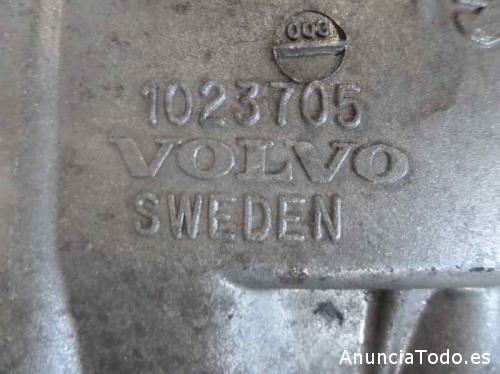 003
1023705
VOLVO
SWEDEN
AnunciaTodo.es